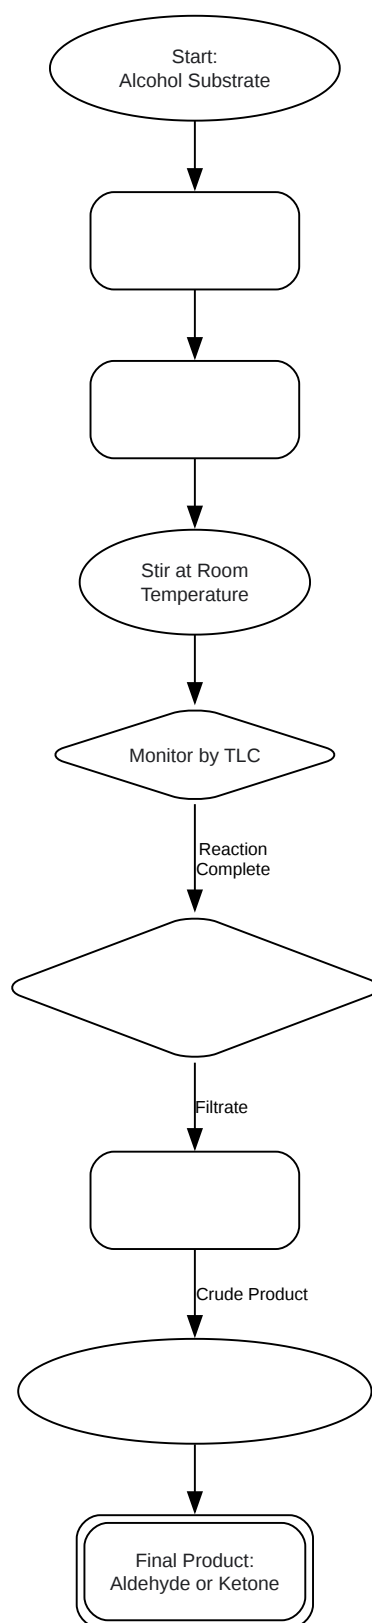 Start:
Alcohol Substrate
Stir at Room
Temperature
Monitor by TLC
Reaction
Complete
Filtrate
Crude Product
Final Product:
Aldehyde or Ketone